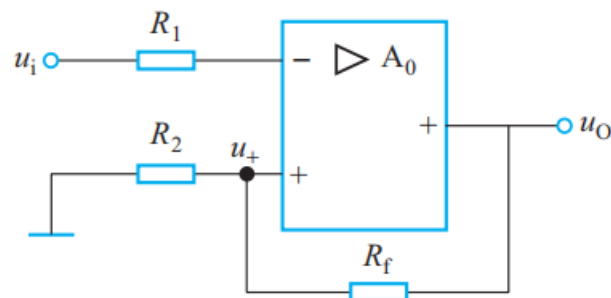 R₁
uᵢ − ▷ A₀
+ u_O
R₂ u₊ +
R_f